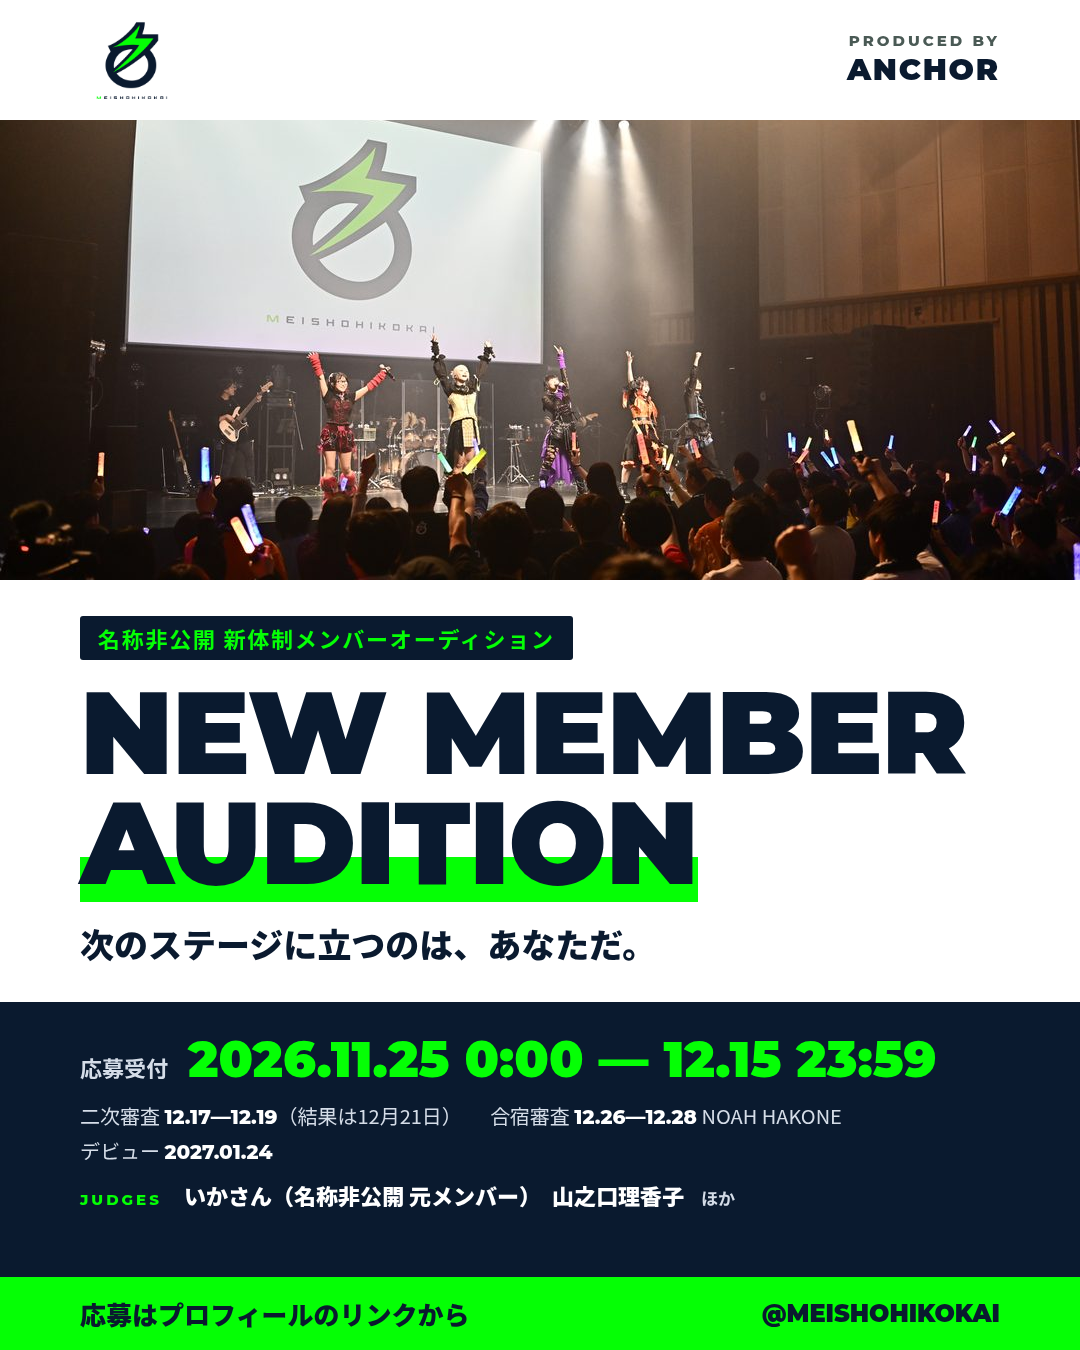 MEISHOHIKOKAI
PRODUCED BY
ANCHOR
MEISHOHIKOKAI
名称非公開 新体制メンバーオーディション
NEW MEMBER
AUDITION
次のステージに立つのは、あなただ。
応募受付 2026.11.25 0:00 — 12.15 23:59
二次審査 12.17—12.19（結果は12月21日） 合宿審査 12.26—12.28 NOAH HAKONE
デビュー 2027.01.24
JUDGES いかさん（名称非公開 元メンバー） 山之口理香子 ほか
応募はプロフィールのリンクから @MEISHOHIKOKAI